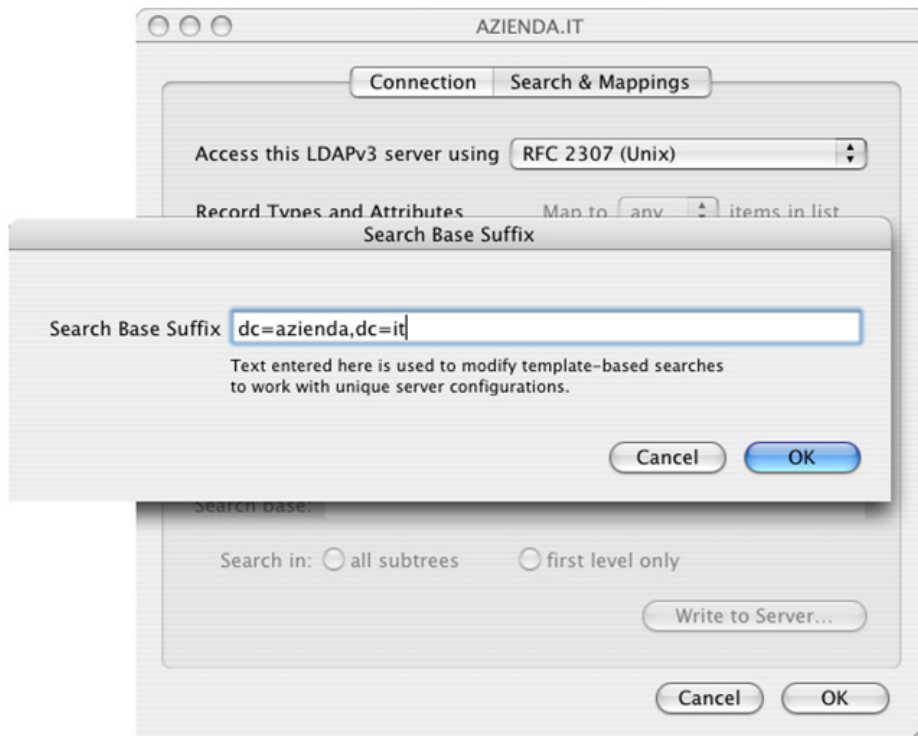 AZIENDA.IT
Connection Search & Mappings
Access this LDAPv3 server using RFC 2307 (Unix)
Record Types and Attributes Map to any items in list
Search Base Suffix
Search Base Suffix dc=azienda,dc=it
Text entered here is used to modify template-based searches
to work with unique server configurations.
Cancel OK
Search base:
Search in: all subtrees first level only
Write to Server...
Cancel OK